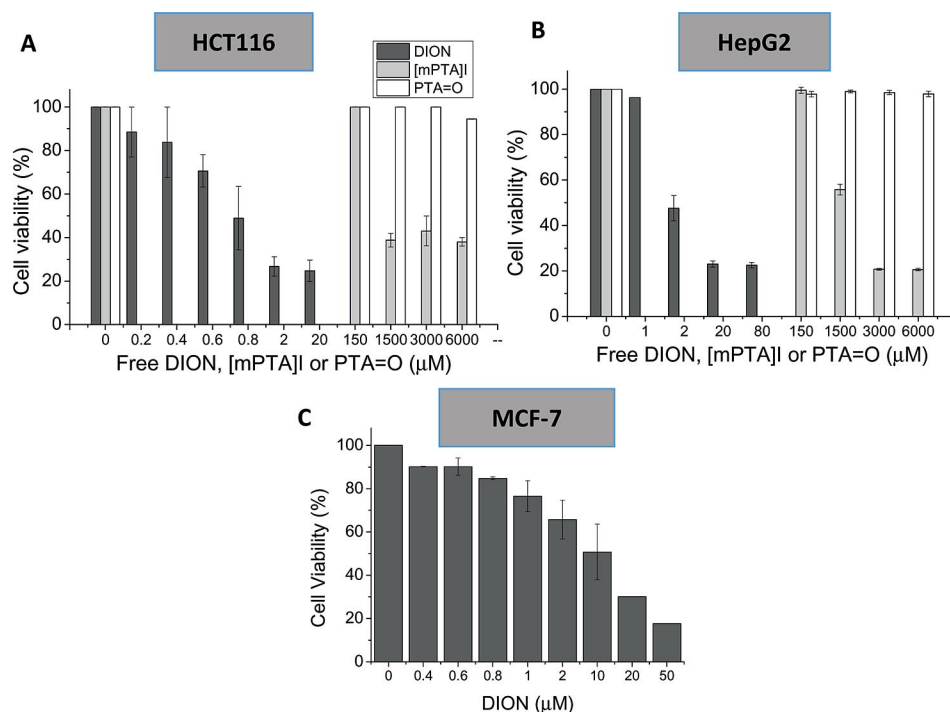 A
HCT116
DION
[mPTA]I
PTA=O
Cell viability (%)
100
80
60
40
20
0
0 0.2 0.4 0.6 0.8 2 20 150 1500 3000 6000 --
Free DION, [mPTA]I or PTA=O (μM)
B
HepG2
Cell viability (%)
100
80
60
40
20
0
0 1 2 20 80 150 1500 3000 6000
Free DION, [mPTA]I or PTA=O (μM)
C
MCF-7
Cell Viability (%)
100
80
60
40
20
0
0 0.4 0.6 0.8 1 2 10 20 50
DION (μM)